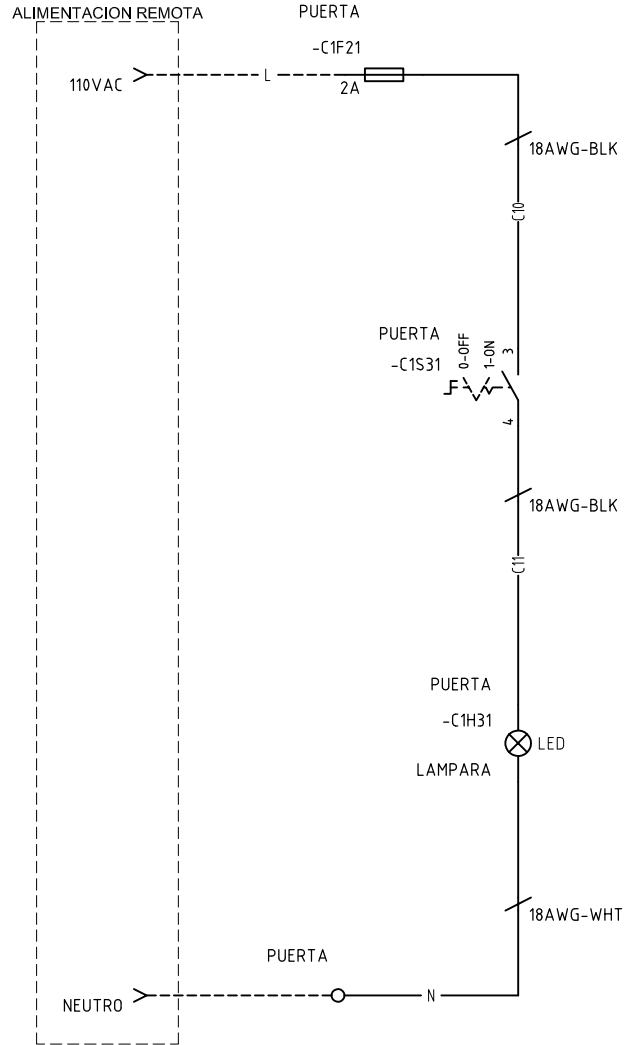 ALIMENTACION REMOTA
PUERTA
-C1F21
110VAC
L
2A
18AWG-BLK
C10
PUERTA
-C1S31
0-OFF
1-ON
3
4
18AWG-BLK
C11
PUERTA
-C1H31
LED
LAMPARA
18AWG-WHT
PUERTA
NEUTRO
N